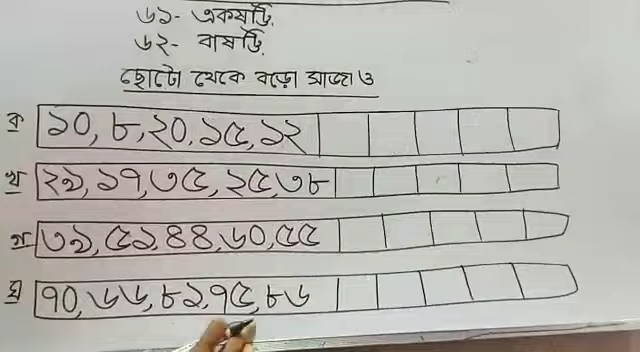 ৬১- একষট্টি
৬২- বাষট্টি
ছোটো থেকে বড়ো সাজাও
ক ১০, ৮, ২০, ১৫, ১২
খ ২৯, ১৭, ৩৫, ২৫, ৩৮
গ ৩৯, ৫১, ৪৪, ৬০, ৫৫
ঘ ৭০, ৬৬, ৮১, ৭৫, ৮৬